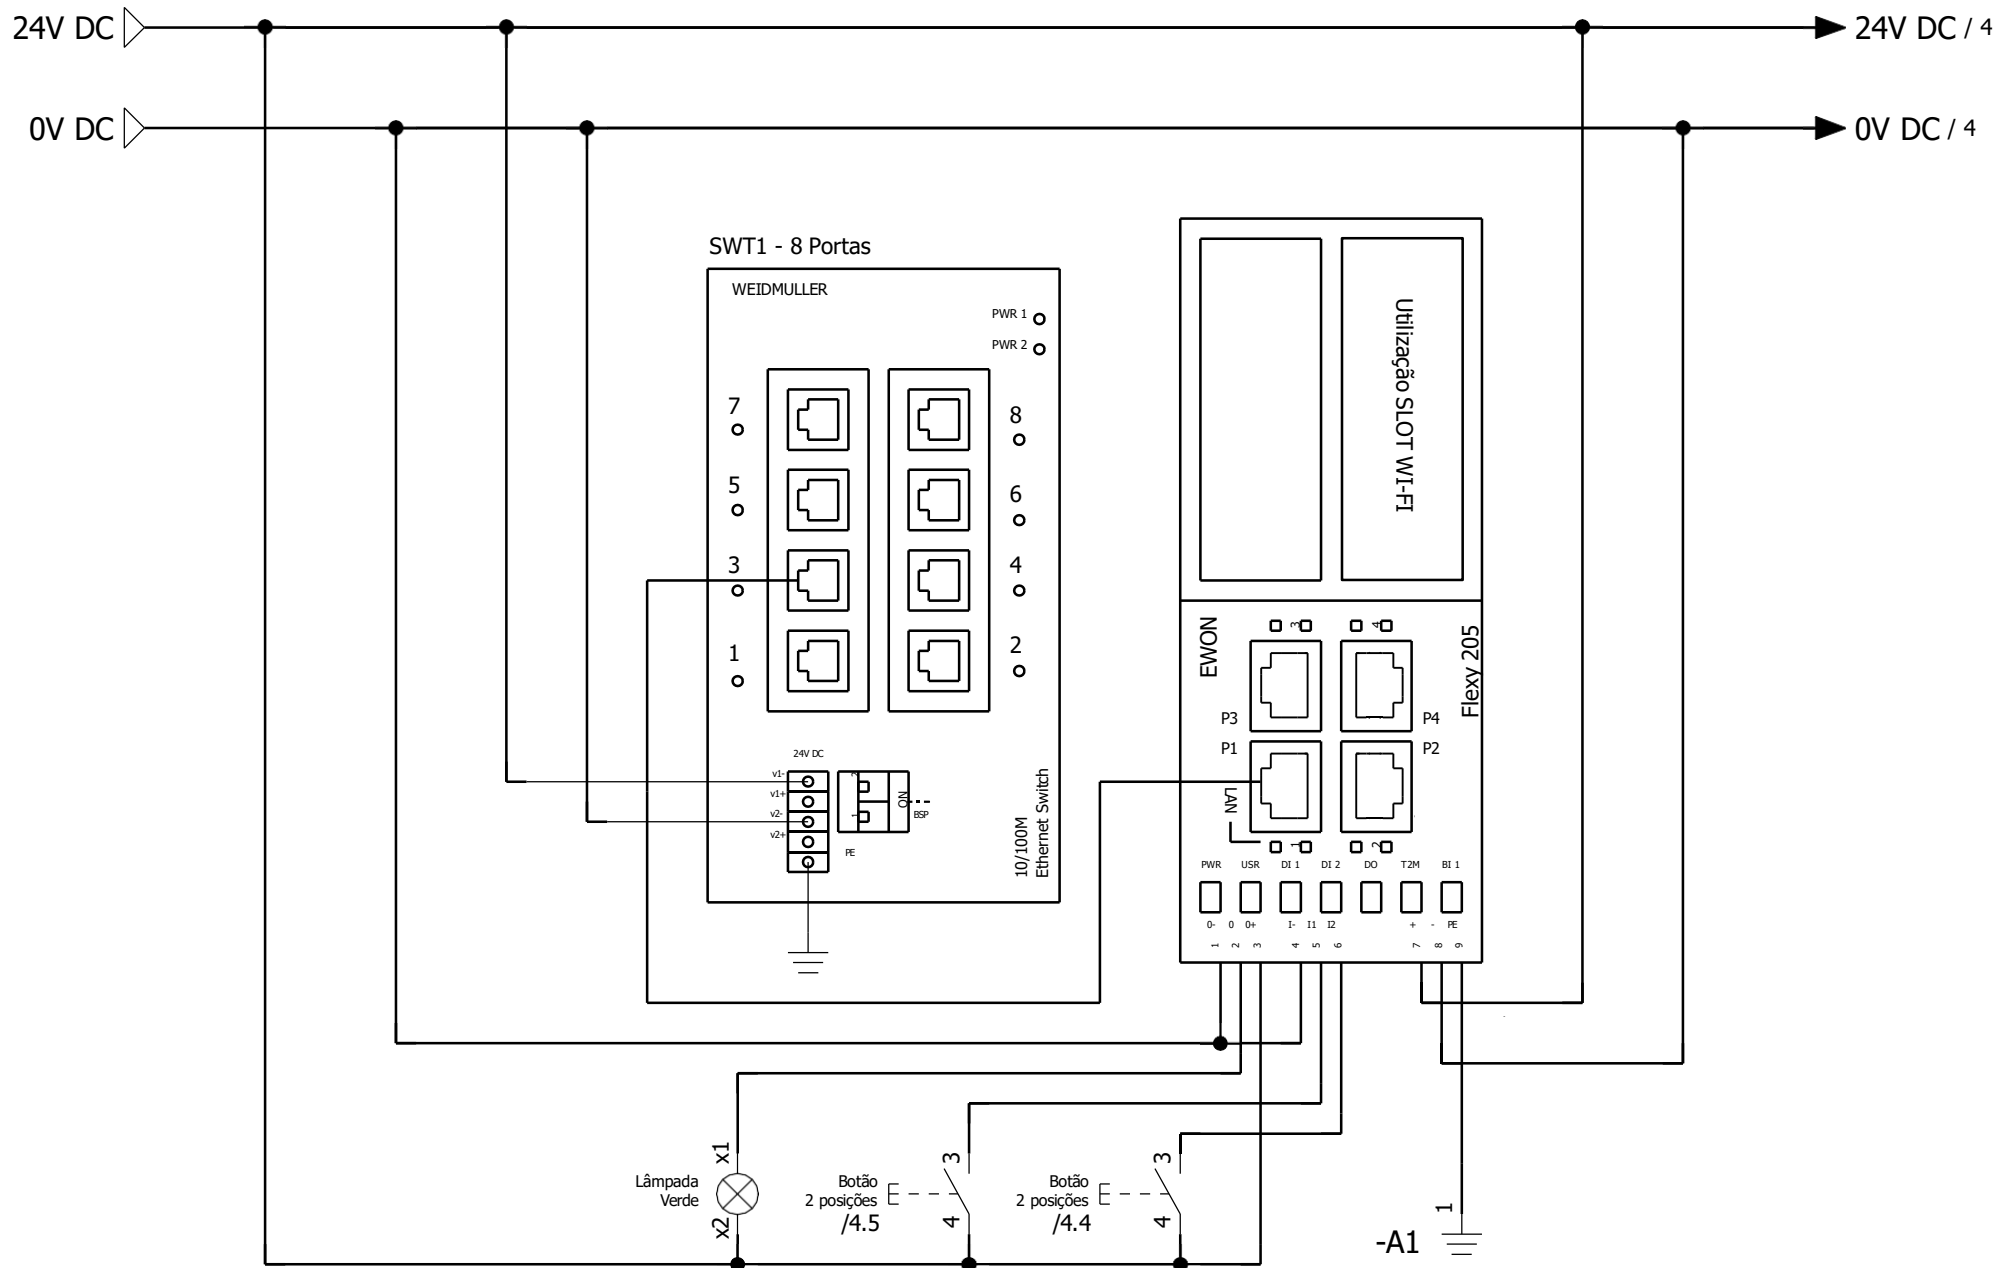 24V DC
24V DC / 4
0V DC
0V DC / 4
SWT1 - 8 Portas
WEIDMULLER
PWR 1
PWR 2
7
8
5
6
3
4
1
2
24V DC
v1-
v1+
v2-
v2+
PE
2
1
ON
BSP
10/100M
Ethernet Switch
Utilização SLOT WI-FI
EWON
Flexy 205
3
4
P3
P4
P1
P2
LAN
1
2
PWR
USR
DI 1
DI 2
DO
T2M
BI 1
0-
0
0+
I-
I1
I2
+
-
PE
1
2
3
4
5
6
7
8
9
Lâmpada
Verde
x1
x2
Botão
2 posições
/4.5
3
4
Botão
2 posições
/4.4
3
4
-A1
1